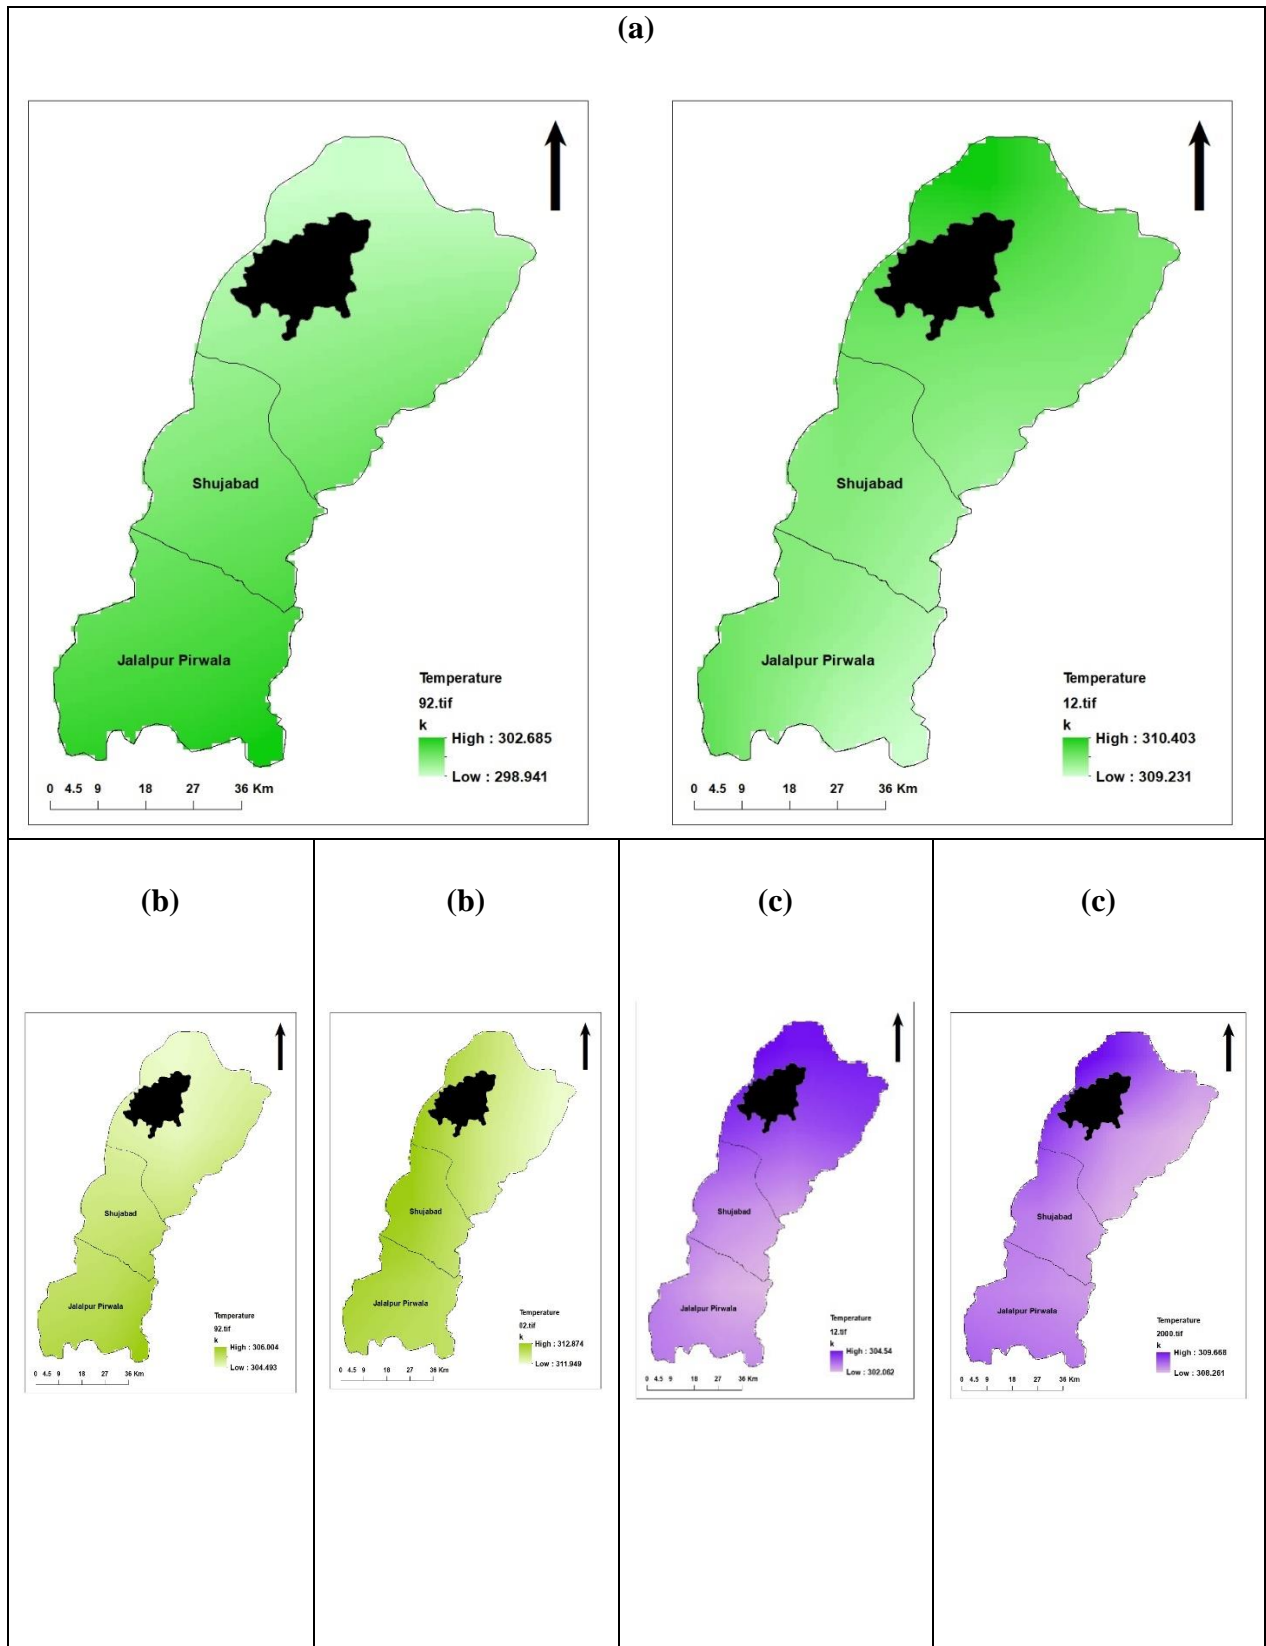 (a)
Shujabad
Jalalpur Pirwala
Temperature
92.tif
k
High : 302.685
Low : 298.941
0 4.5 9 18 27 36 Km
Shujabad
Jalalpur Pirwala
Temperature
12.tif
k
High : 310.403
Low : 309.231
0 4.5 9 18 27 36 Km
(b)
Shujabad
Jalalpur Pirwala
Temperature
92.tif
k
High : 306.004
Low : 304.493
0 4.5 9 18 27 36 Km
(b)
Shujabad
Jalalpur Pirwala
Temperature
02.tif
k
High : 312.874
Low : 311.949
0 4.5 9 18 27 36 Km
(c)
Shujabad
Jalalpur Pirwala
Temperature
12.tif
k
High : 304.54
Low : 302.062
0 4.5 9 18 27 36 Km
(c)
Shujabad
Jalalpur Pirwala
Temperature
2000.tif
k
High : 309.668
Low : 308.261
0 4.5 9 18 27 36 Km